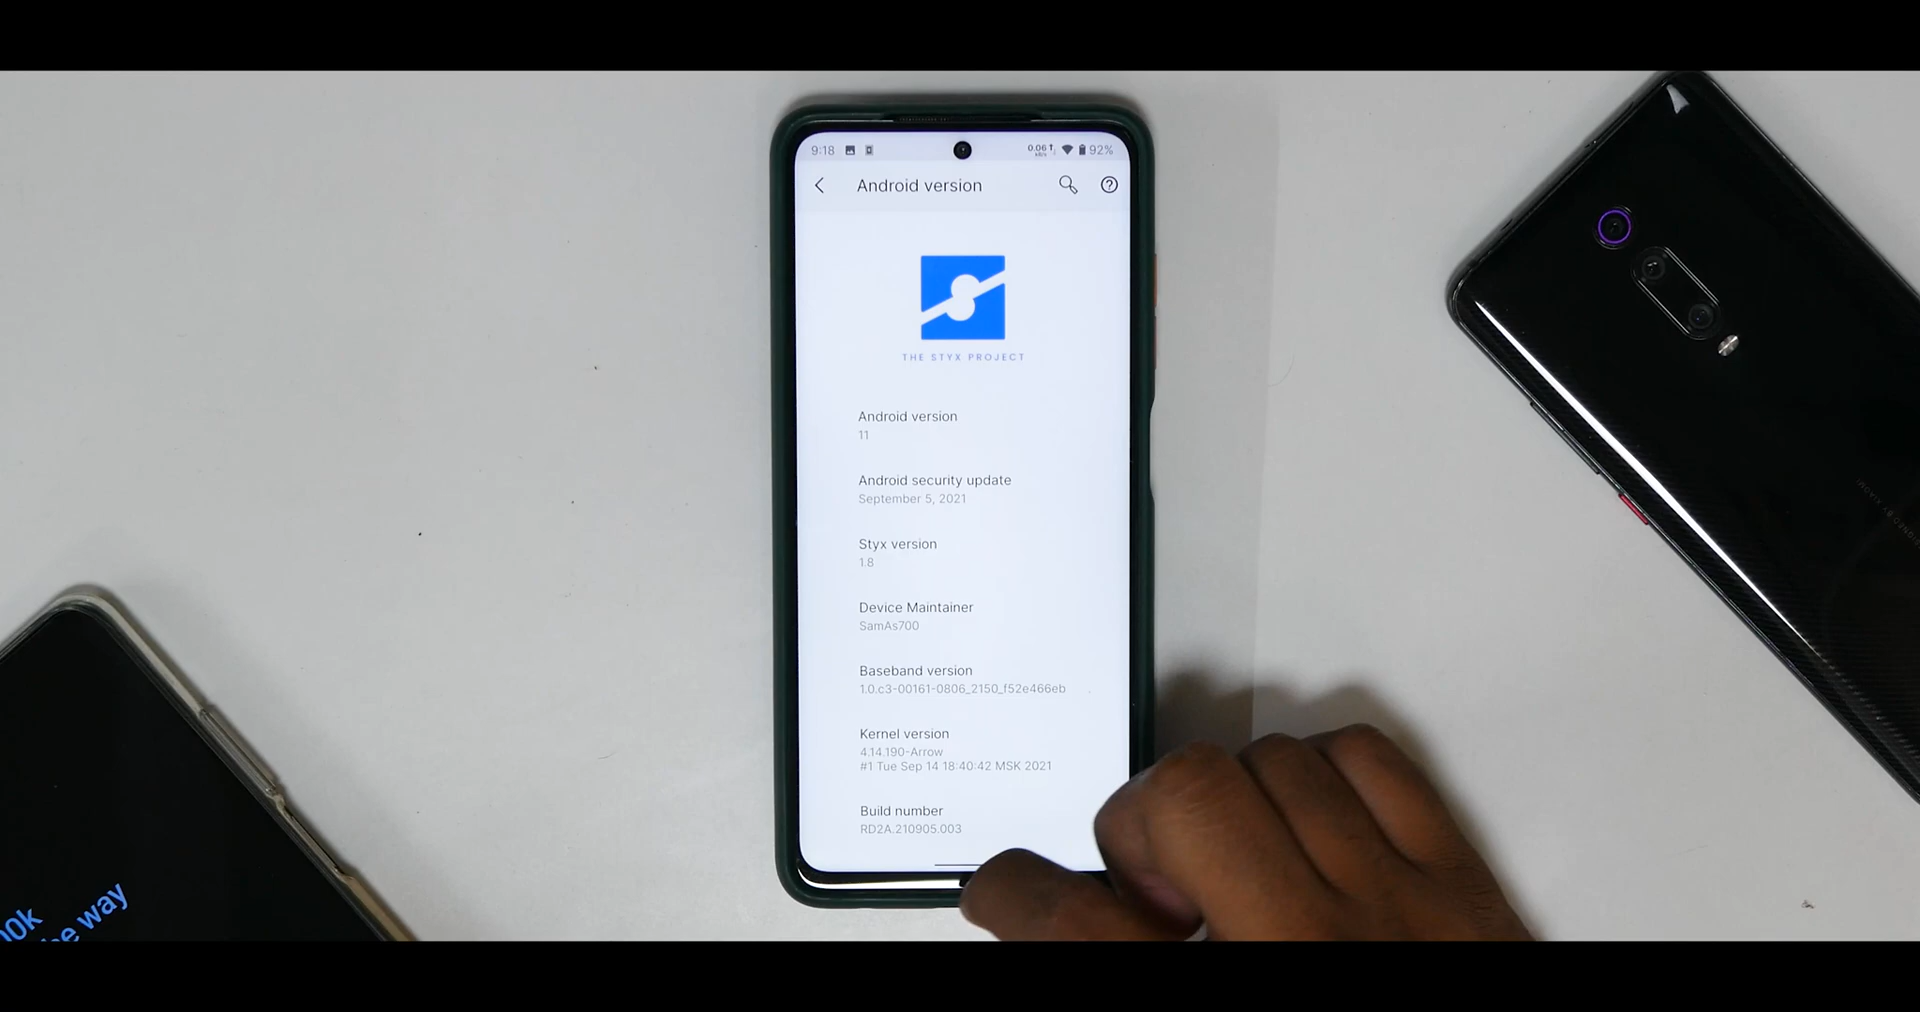 9:18
0.06
92%
Android version
THE STYX PROJECT
Android version
11
Android security update
September 5, 2021
Styx version
1.8
Device Maintainer
SamAs700
Baseband version
1.0.c3-00161-0806_2150_f52e466eb
Kernel version
4.14.190-Arrow
#1 Tue Sep 14 18:40:42 MSK 2021
Build number
RD2A.210905.003
way